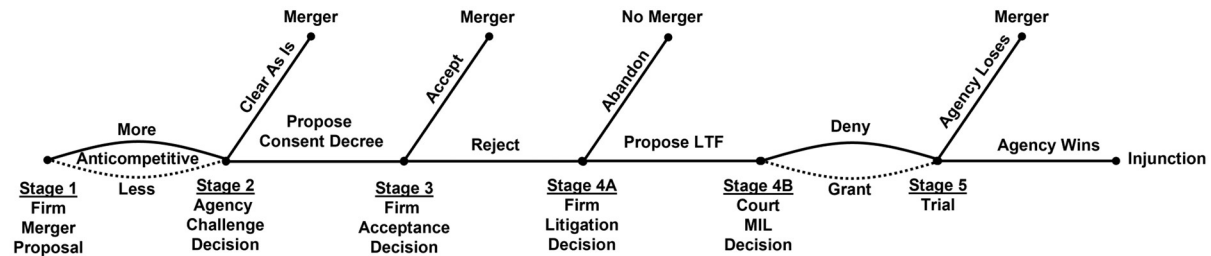 Merger
Merger
No Merger
Merger
Clear As Is
Accept
Abandon
Agency Loses
More
Anticompetitive
Less
Propose
Consent Decree
Reject
Propose LTF
Deny
Grant
Agency Wins
Injunction
Stage 1
Firm
Merger
Proposal
Stage 2
Agency
Challenge
Decision
Stage 3
Firm
Acceptance
Decision
Stage 4A
Firm
Litigation
Decision
Stage 4B
Court
MIL
Decision
Stage 5
Trial